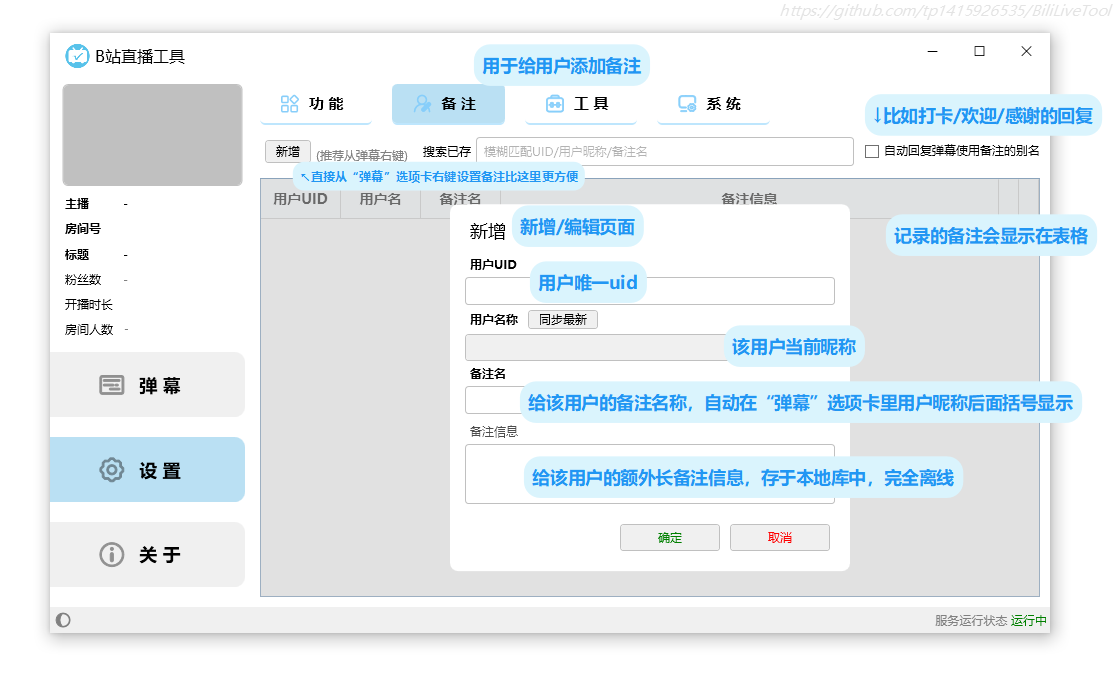 https://github.com/tp1415926535/BiliLiveTool
B站直播工具
用于给用户添加备注
功 能
备 注
工 具
系 统
↓比如打卡/欢迎/感谢的回复
新增
(推荐从弹幕右键)
搜索已存
模糊匹配UID/用户昵称/备注名
自动回复弹幕使用备注的别名
↖直接从“弹幕”选项卡右键设置备注比这里更方便
用户UID
用户名
备注名
备注信息
主播 -
房间号
标题 -
粉丝数 -
开播时长
房间人数 -
新增
新增/编辑页面
记录的备注会显示在表格
用户UID
用户唯一uid
用户名称
同步最新
该用户当前昵称
备注名
给该用户的备注名称，自动在“弹幕”选项卡里用户昵称后面括号显示
备注信息
给该用户的额外长备注信息，存于本地库中，完全离线
确定
取消
弹 幕
设 置
关 于
服务运行状态 运行中